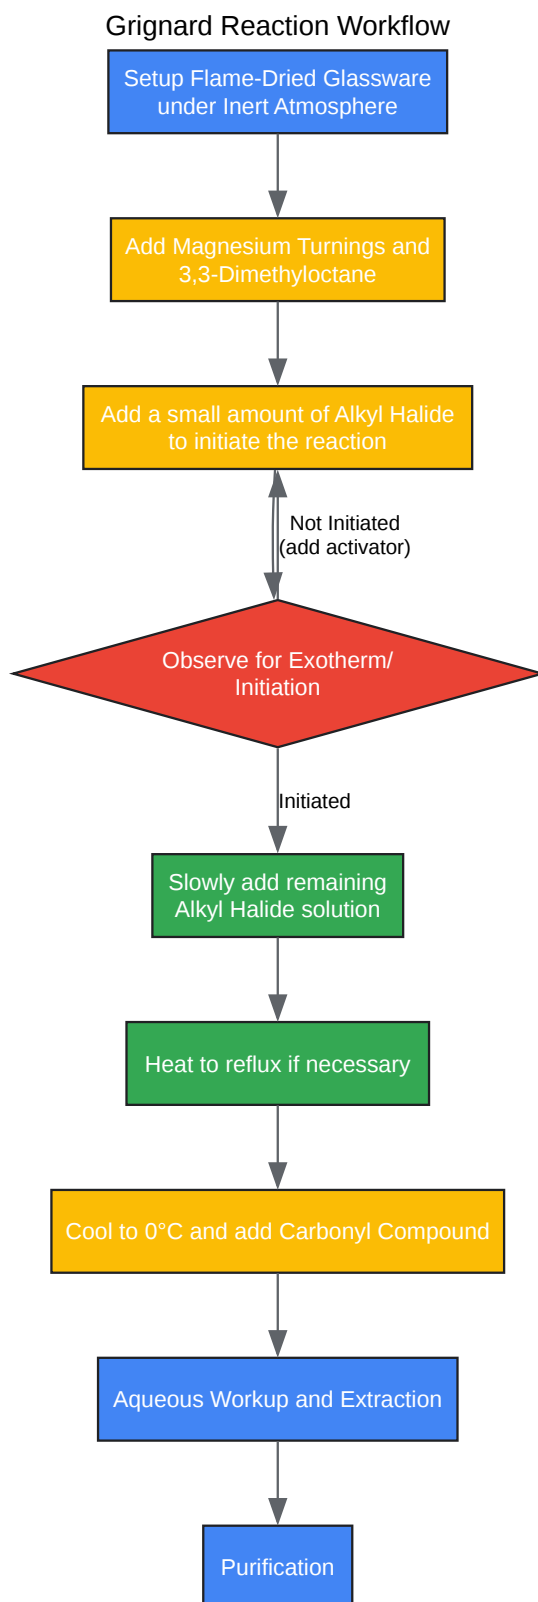 Grignard Reaction Workflow
Setup Flame-Dried Glassware
under Inert Atmosphere
Add Magnesium Turnings and
3,3-Dimethyloctane
Add a small amount of Alkyl Halide
to initiate the reaction
Not Initiated
(add activator)
Observe for Exotherm/
Initiation
Initiated
Slowly add remaining
Alkyl Halide solution
Heat to reflux if necessary
Cool to 0°C and add Carbonyl Compound
Aqueous Workup and Extraction
Purification